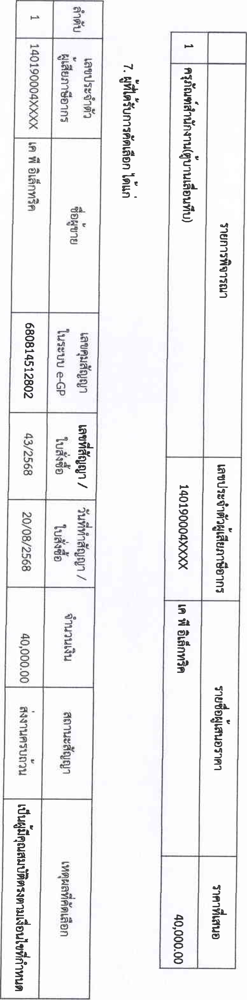 รายการพิจารณา เลขประจำตัวผู้เสียภาษีอากร รายชื่อผู้เสนอราคา ราคาที่เสนอ
1 ครุภัณฑ์สำนักงาน(ตู้บานเลื่อนทึบ) 140190004XXXX เค พี อิเล็กทริค 40,000.00
7. ผู้ที่ได้รับการคัดเลือก ได้แก่
ลำดับ เลขประจำตัว ชื่อผู้ขาย เลขคุมสัญญา เลขที่สัญญา / วันที่ทำสัญญา / จำนวนเงิน สถานะสัญญา เหตุผลที่คัดเลือก
ผู้เสียภาษีอากร ในระบบ e-GP ใบสั่งซื้อ ใบสั่งซื้อ
1 140190004XXXX เค พี อิเล็กทริค 680814512802 43/2568 20/08/2568 40,000.00 ส่งงานครบถ้วน เป็นผู้มีคุณสมบัติตรงตามเงื่อนไขที่กำหนด